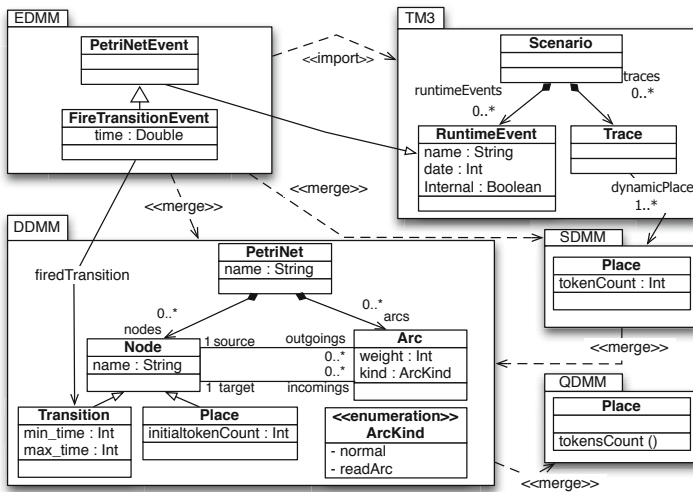 EDMM
PetriNetEvent
FireTransitionEvent
time : Double
<<import>>
TM3
Scenario
runtimeEvents
0..*
traces
0..*
RuntimeEvent
name : String
date : Int
Internal : Boolean
Trace
dynamicPlace
1..*
<<merge>>
<<merge>>
DDMM
PetriNet
name : String
firedTransition
0..*
nodes
0..*
arcs
Node
name : String
1 source
outgoings
0..*
0..*
1 target
incomings
Arc
weight : Int
kind : ArcKind
Transition
min_time : Int
max_time : Int
Place
initialtokenCount : Int
<<enumeration>>
ArcKind
- normal
- readArc
SDMM
Place
tokenCount : Int
<<merge>>
QDMM
Place
tokensCount ()
<<merge>>